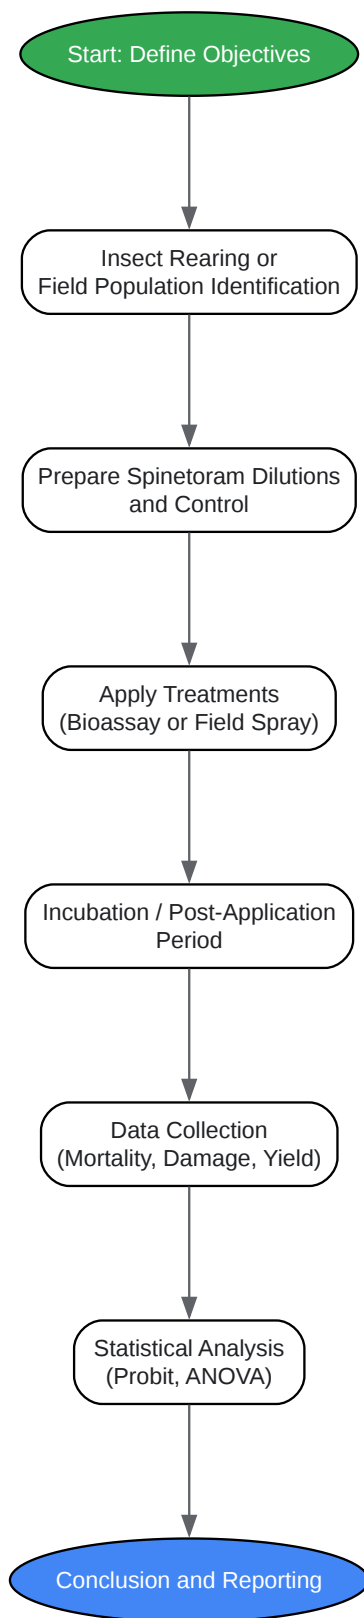 Start: Define Objectives
Insect Rearing or
Field Population Identification
Prepare Spinetoram Dilutions
and Control
Apply Treatments
(Bioassay or Field Spray)
Incubation / Post-Application
Period
Data Collection
(Mortality, Damage, Yield)
Statistical Analysis
(Probit, ANOVA)
Conclusion and Reporting